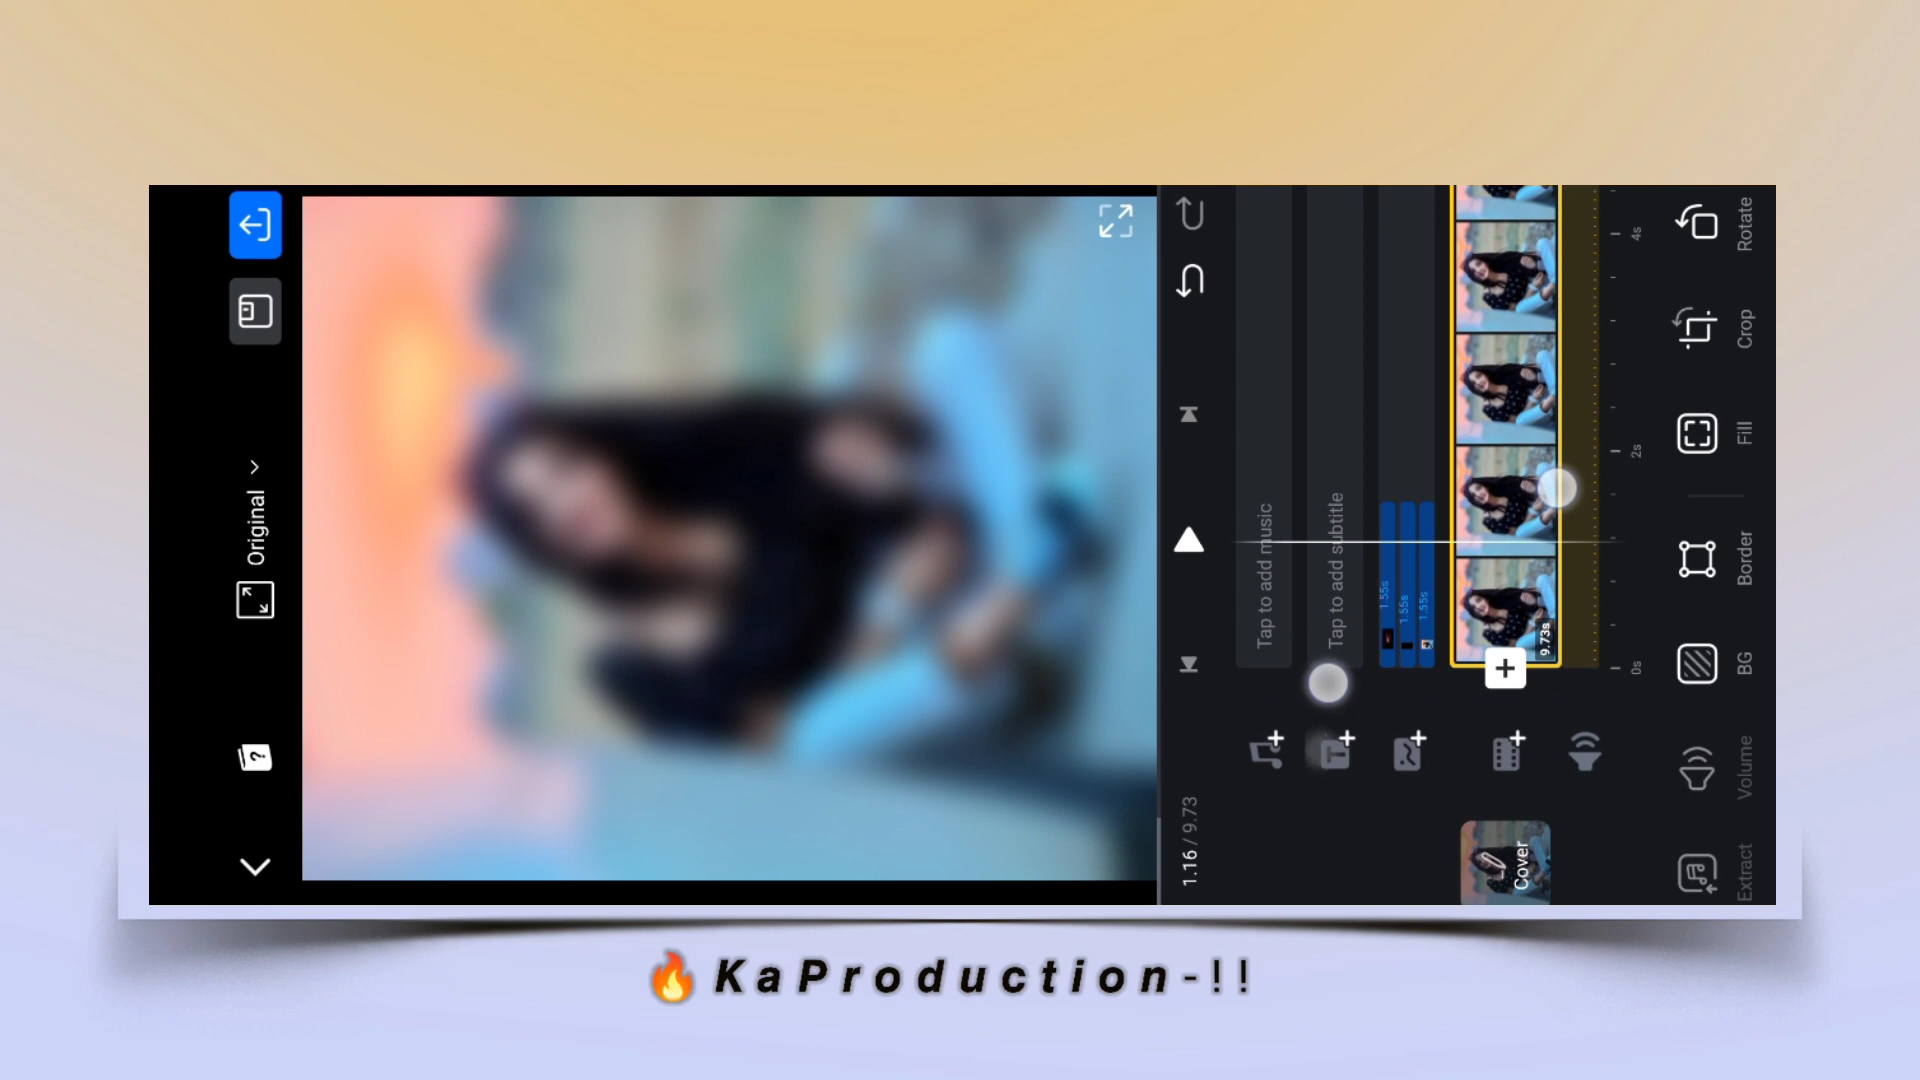 Original
1.16 / 9.73
Tap to add music
Tap to add subtitle
1.55s
1.55s
1.55s
9.73s
Cover
0s
2s
4s
Extract
Volume
BG
Border
Fill
Crop
Rotate
🔥 KaProduction-!!